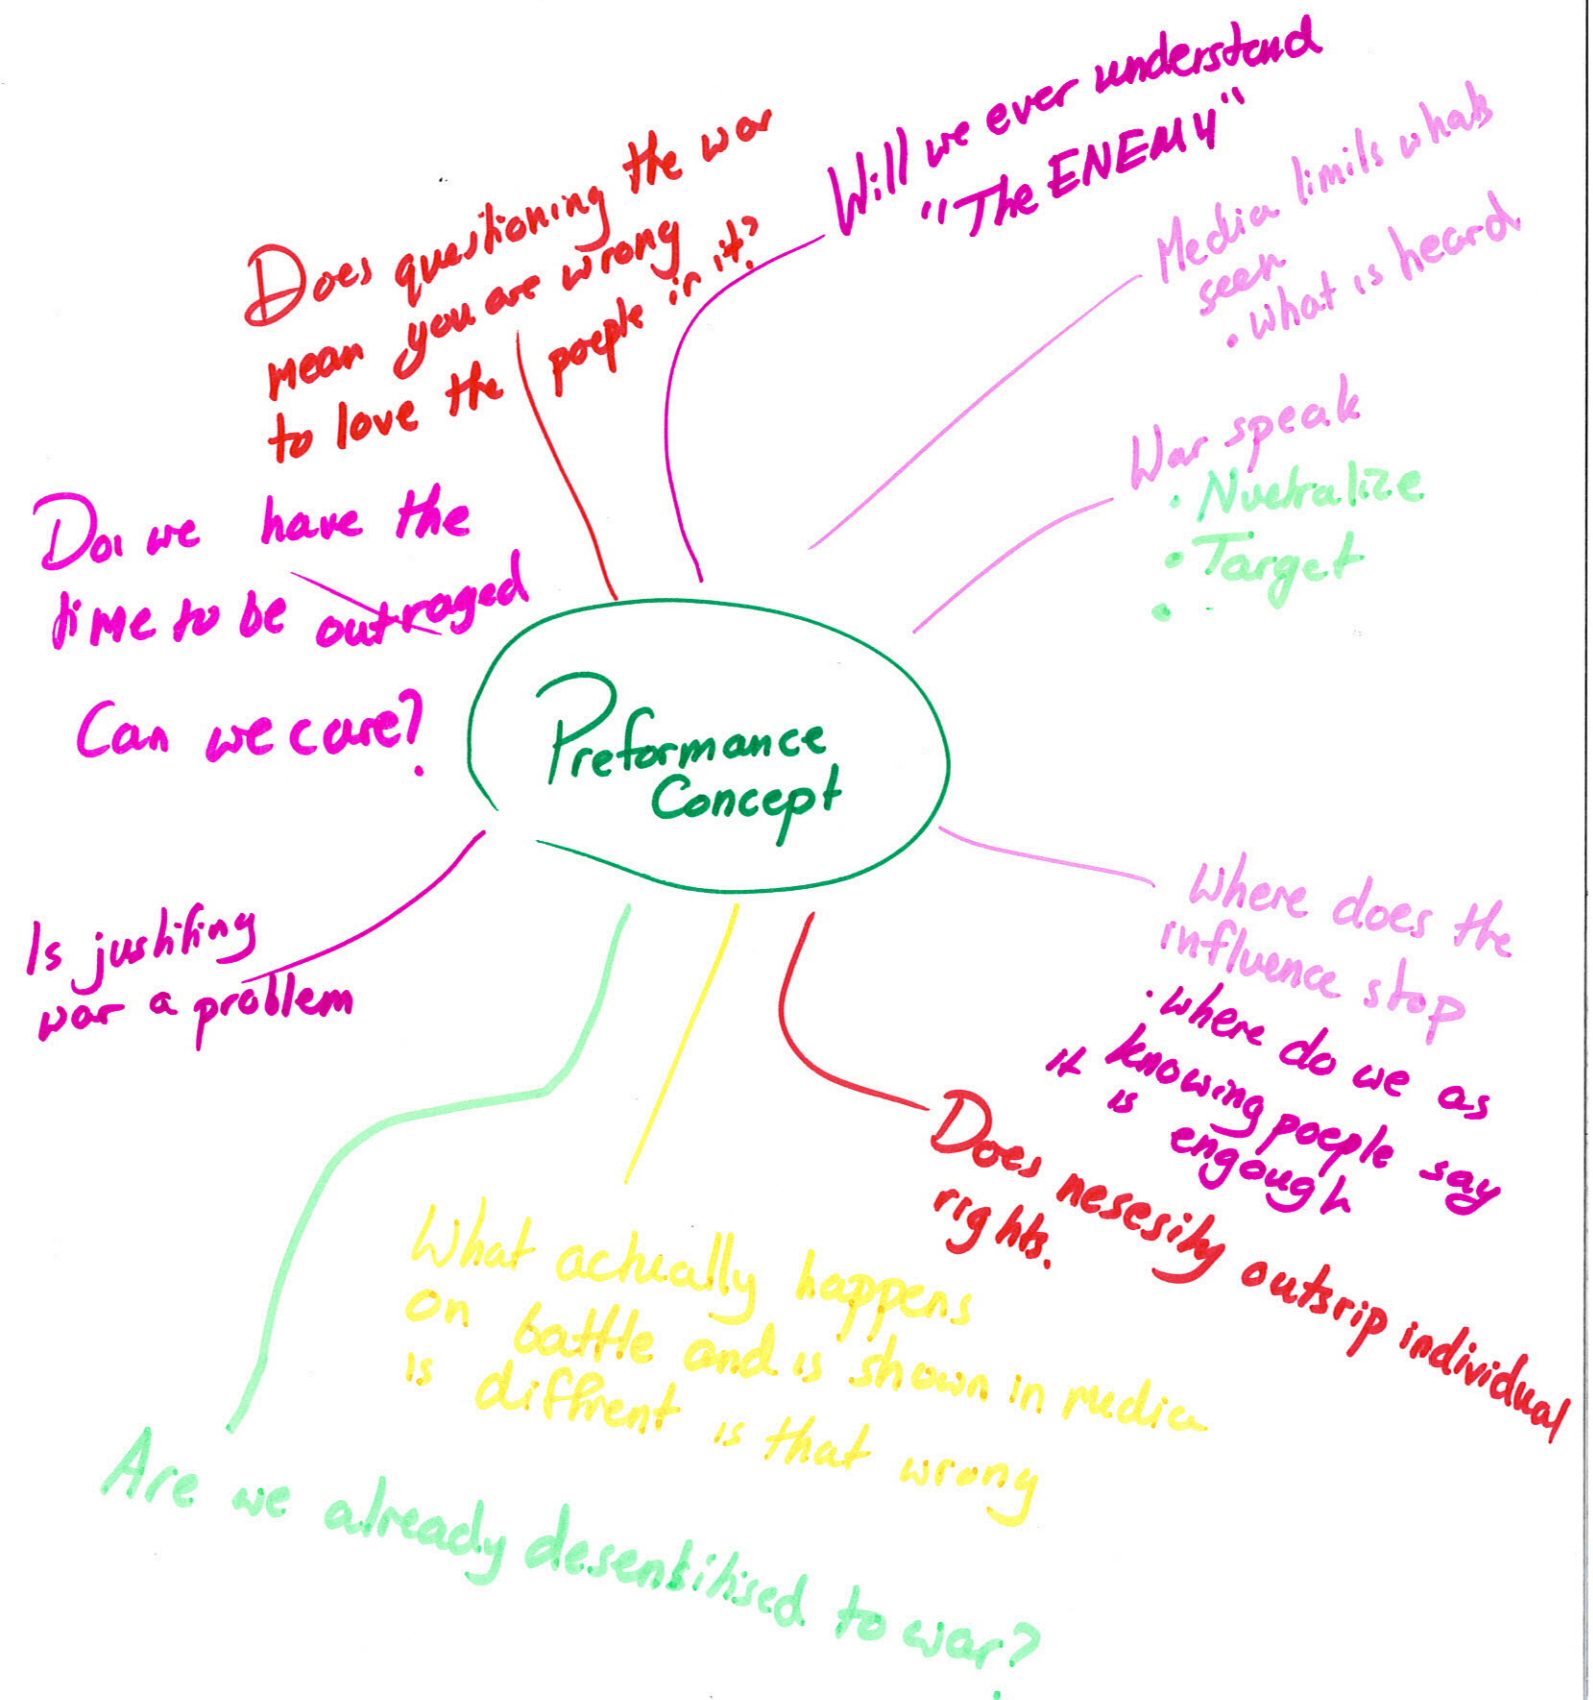 Will we ever understand
"The ENEMY"
Does questioning the war
mean you are wrong
to love the poeple in it?
Media limits whats
seen
• what is heard
War speak
• Nuetralize
• Target
•
Do we have the
time to be outraged
Can we care?
Preformance
Concept
Is justifing
war a problem
Where does the
influence stop
• where do we as
knowing poeple say
it is engough
Does nesesity outsrip individual
rights.
What actually happens
on battle and is shown in media
is diffrent is that wrong
Are we already desensitised to war?